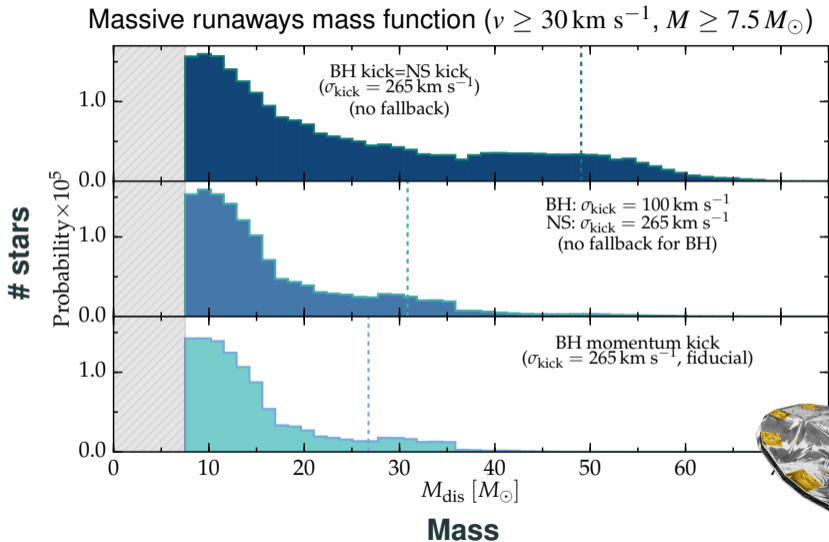 Massive runaways mass function (v ≥ 30 km s⁻¹, M ≥ 7.5 M☉)
BH kick=NS kick
(σkick = 265 km s⁻¹)
(no fallback)
1.0
0.0
BH: σkick = 100 km s⁻¹
NS: σkick = 265 km s⁻¹
(no fallback for BH)
1.0
0.0
BH momentum kick
(σkick = 265 km s⁻¹, fiducial)
1.0
0.0
# stars
Probability×10⁵
0 10 20 30 40 50 60
Mdis [M☉]
Mass